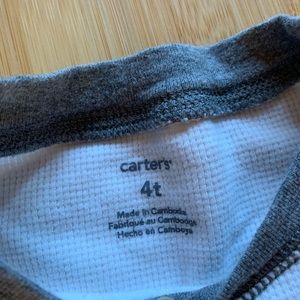 carter's
4t
Made in Cambodia
Fabriqué au Cambodge
Hecho en Camboya